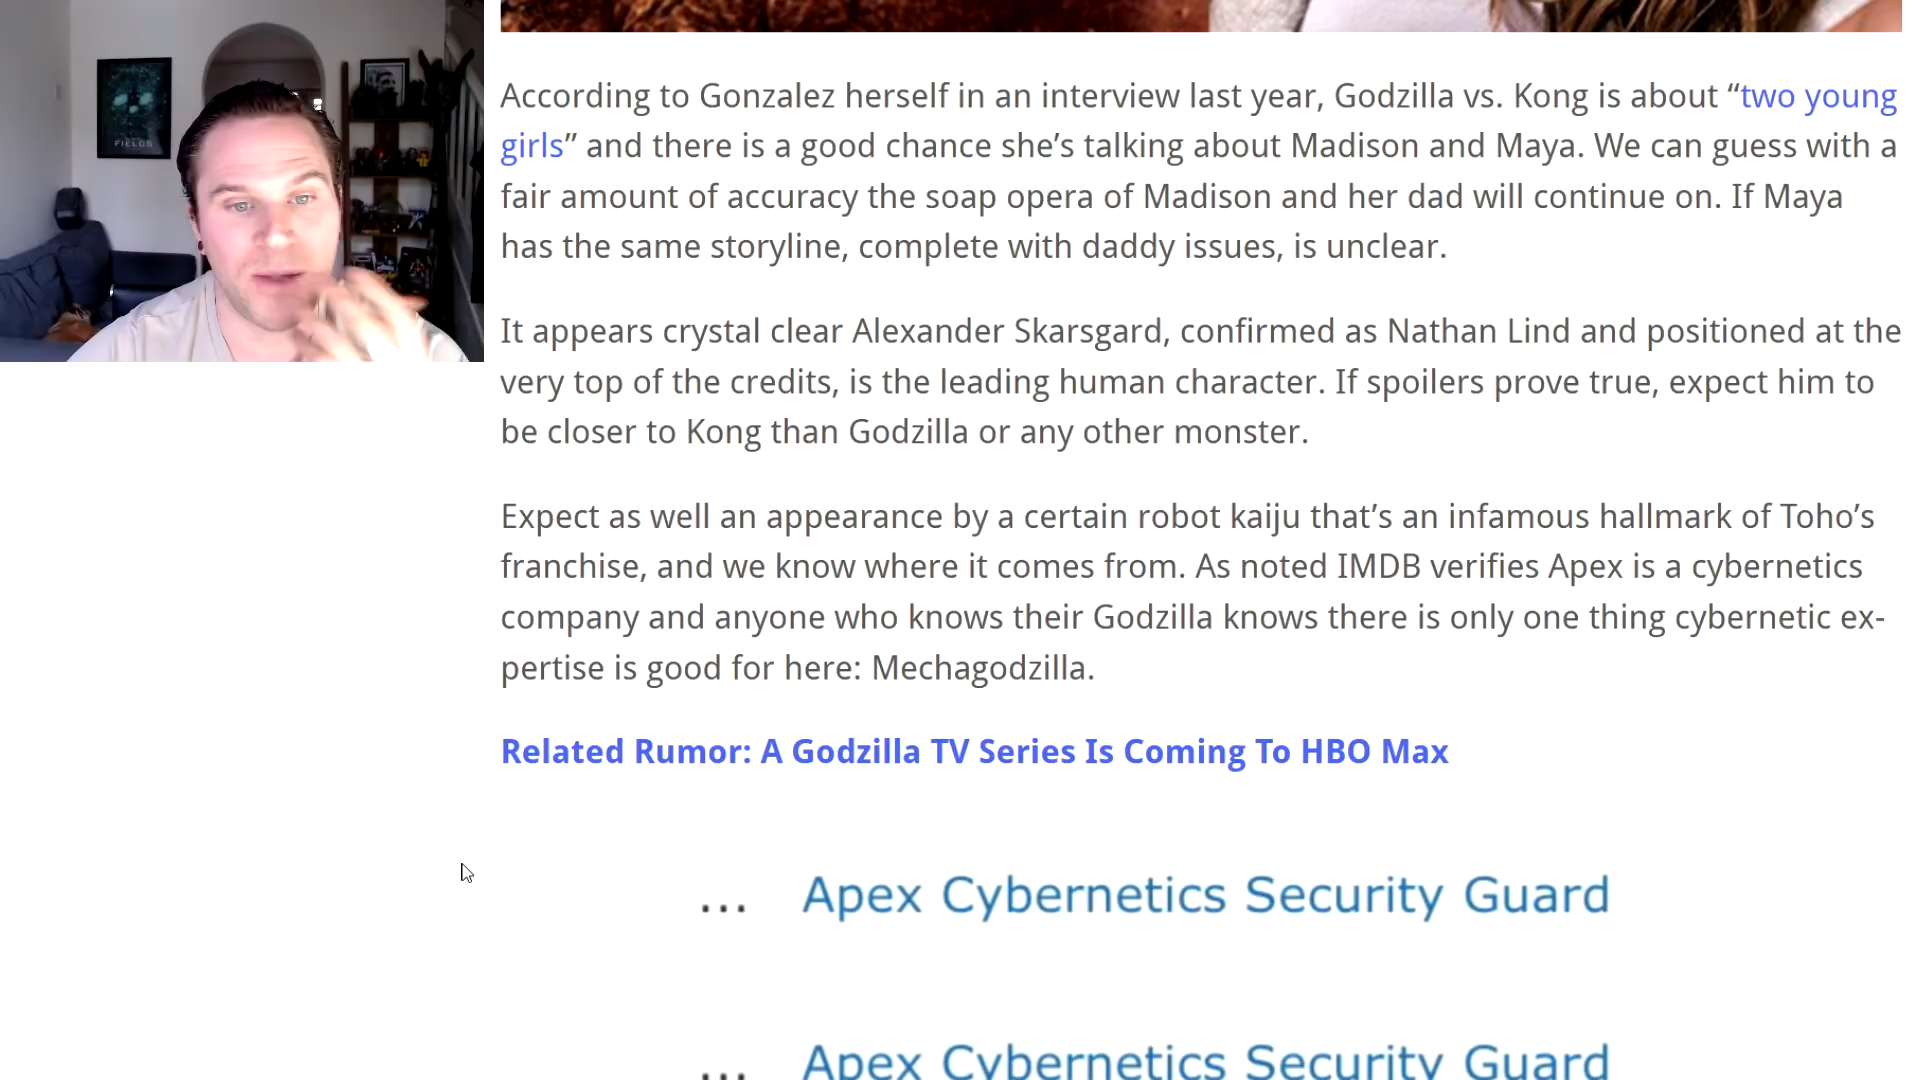 FIELDS
According to Gonzalez herself in an interview last year, Godzilla vs. Kong is about “two young
girls” and there is a good chance she’s talking about Madison and Maya. We can guess with a
fair amount of accuracy the soap opera of Madison and her dad will continue on. If Maya
has the same storyline, complete with daddy issues, is unclear.
It appears crystal clear Alexander Skarsgard, confirmed as Nathan Lind and positioned at the
very top of the credits, is the leading human character. If spoilers prove true, expect him to
be closer to Kong than Godzilla or any other monster.
Expect as well an appearance by a certain robot kaiju that’s an infamous hallmark of Toho’s
franchise, and we know where it comes from. As noted IMDB verifies Apex is a cybernetics
company and anyone who knows their Godzilla knows there is only one thing cybernetic ex-
pertise is good for here: Mechagodzilla.
Related Rumor: A Godzilla TV Series Is Coming To HBO Max
... Apex Cybernetics Security Guard
... Apex Cybernetics Security Guard